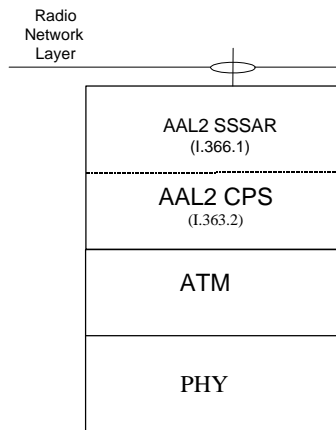 Radio
Network
Layer
AAL2 SSSAR
(I.366.1)
AAL2 CPS
(I.363.2)
ATM
PHY